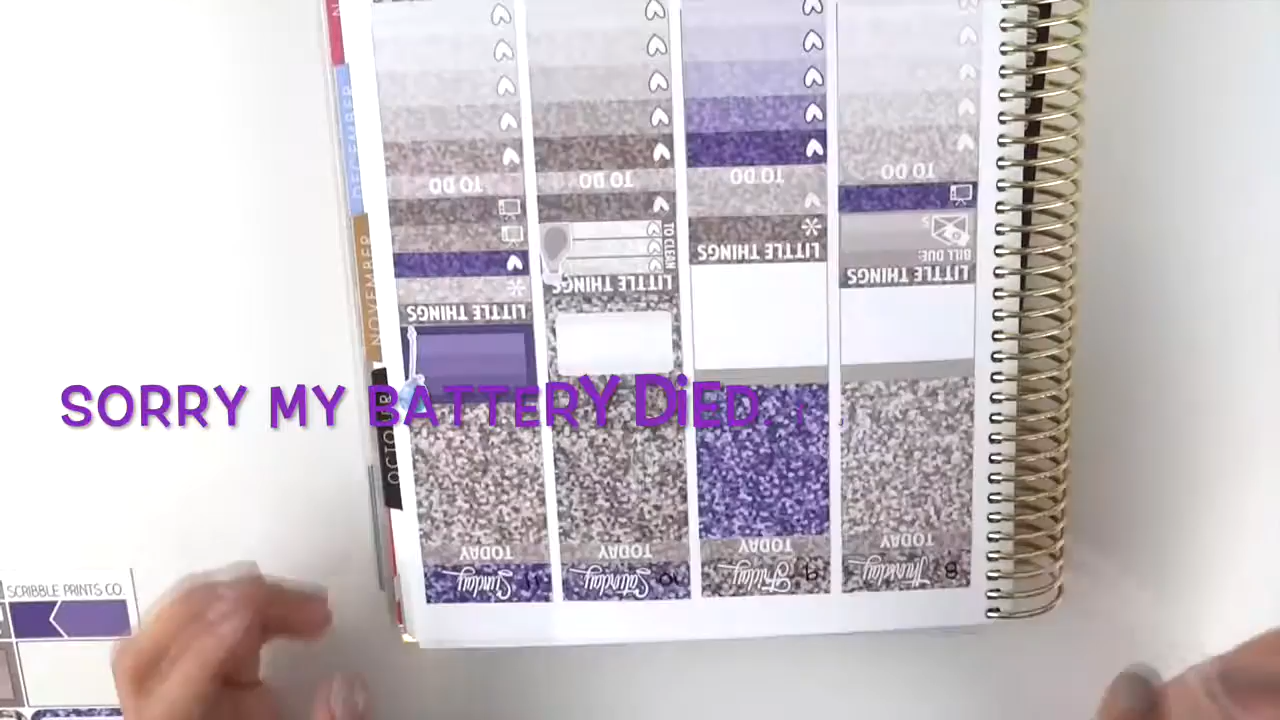 DECEMBER
NOVEMBER
OCTOBER
TO DO
TO DO
TO DO
TO DO
TO CLEAN
BILL DUE:
LITTLE THINGS
LITTLE THINGS
LITTLE THINGS
LITTLE THINGS
SORRY MY BATTERY DiED.
TODAY
TODAY
TODAY
TODAY
Sunday 11
Saturday 10
Friday 9
Thursday 8
SCRIBBLE PRINTS CO.